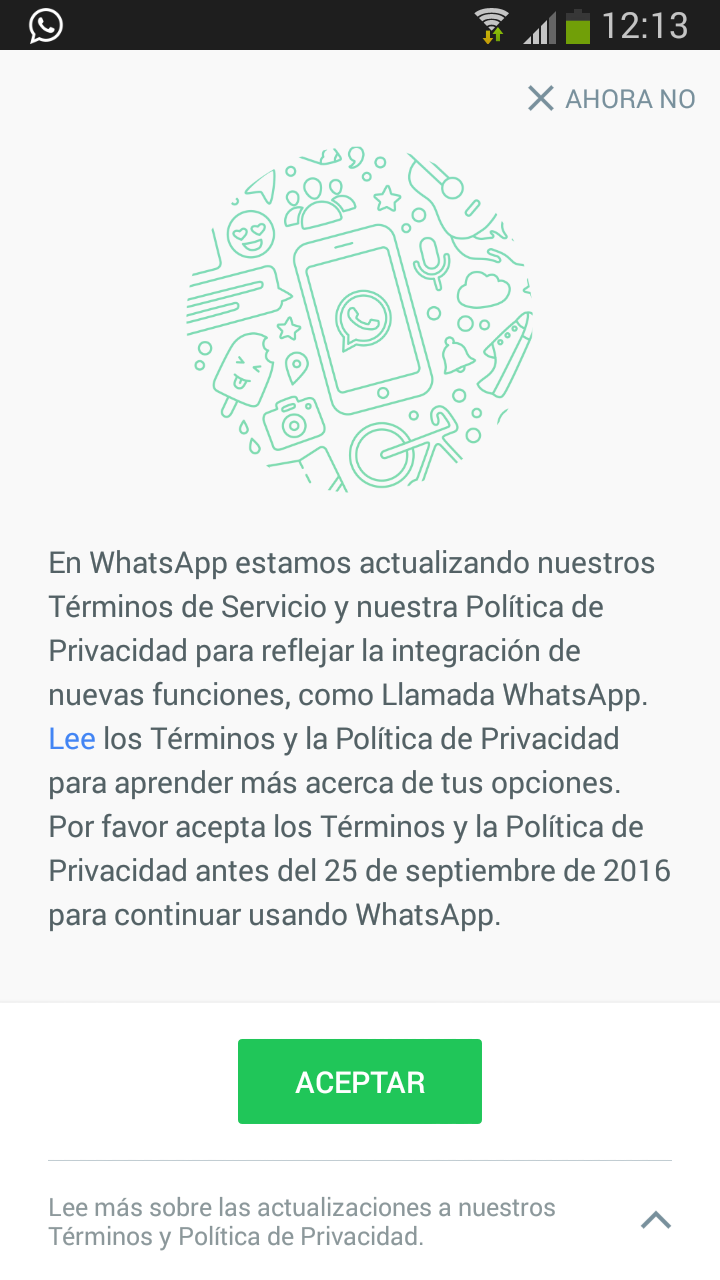 12:13
AHORA NO
En WhatsApp estamos actualizando nuestros
Términos de Servicio y nuestra Política de
Privacidad para reflejar la integración de
nuevas funciones, como Llamada WhatsApp.
Lee los Términos y la Política de Privacidad
para aprender más acerca de tus opciones.
Por favor acepta los Términos y la Política de
Privacidad antes del 25 de septiembre de 2016
para continuar usando WhatsApp.
ACEPTAR
Lee más sobre las actualizaciones a nuestros
Términos y Política de Privacidad.